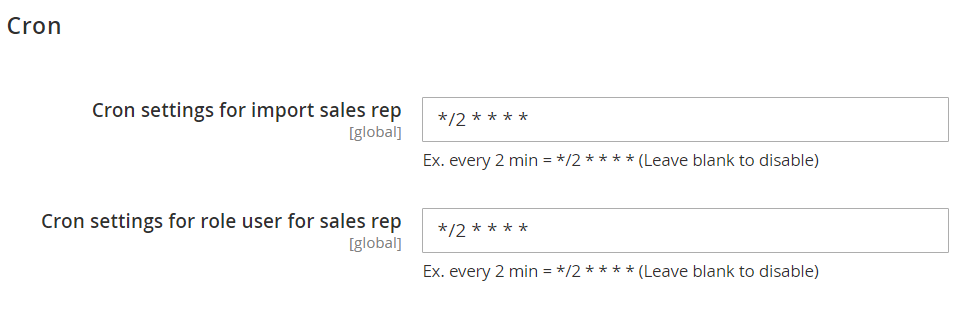 Cron
Cron settings for import sales rep
[global]
*/2 * * * *
Ex. every 2 min = */2 * * * * (Leave blank to disable)
Cron settings for role user for sales rep
[global]
*/2 * * * *
Ex. every 2 min = */2 * * * * (Leave blank to disable)